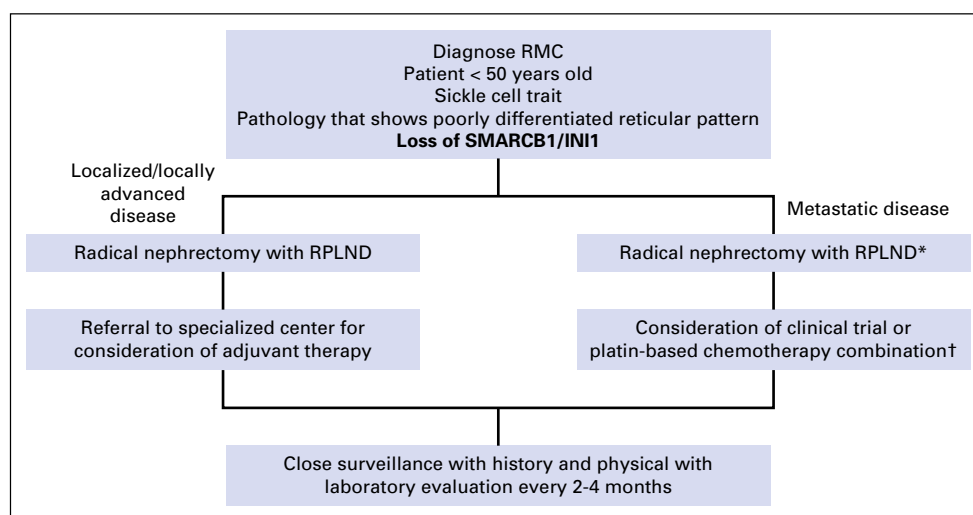 Diagnose RMC
Patient < 50 years old
Sickle cell trait
Pathology that shows poorly differentiated reticular pattern
Loss of SMARCB1/INI1
Localized/locally
advanced
disease
Metastatic disease
Radical nephrectomy with RPLND
Radical nephrectomy with RPLND*
Referral to specialized center for
consideration of adjuvant therapy
Consideration of clinical trial or
platin-based chemotherapy combination†
Close surveillance with history and physical with
laboratory evaluation every 2-4 months